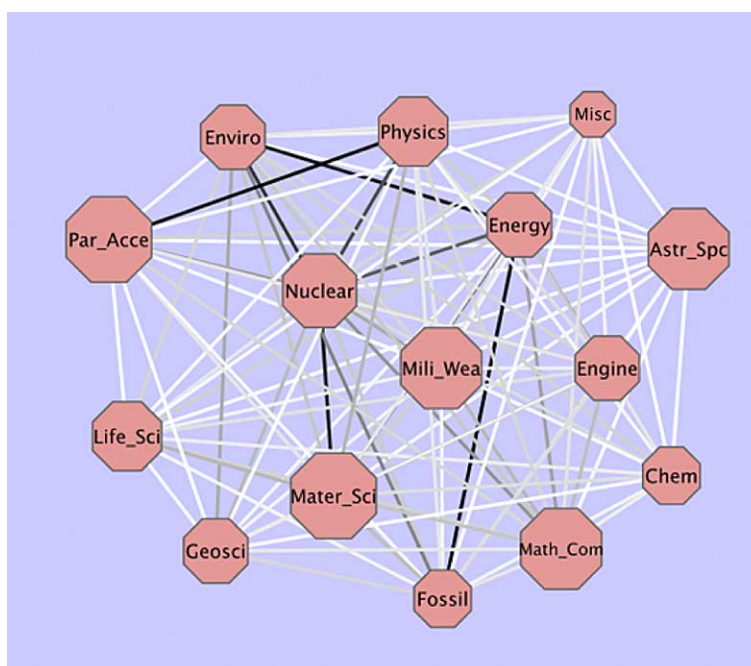 Misc
Physics
Enviro
Energy
Par_Acce
Astr_Spc
Nuclear
Mili_Wea
Engine
Life_Sci
Chem
Mater_Sci
Geosci
Math_Com
Fossil